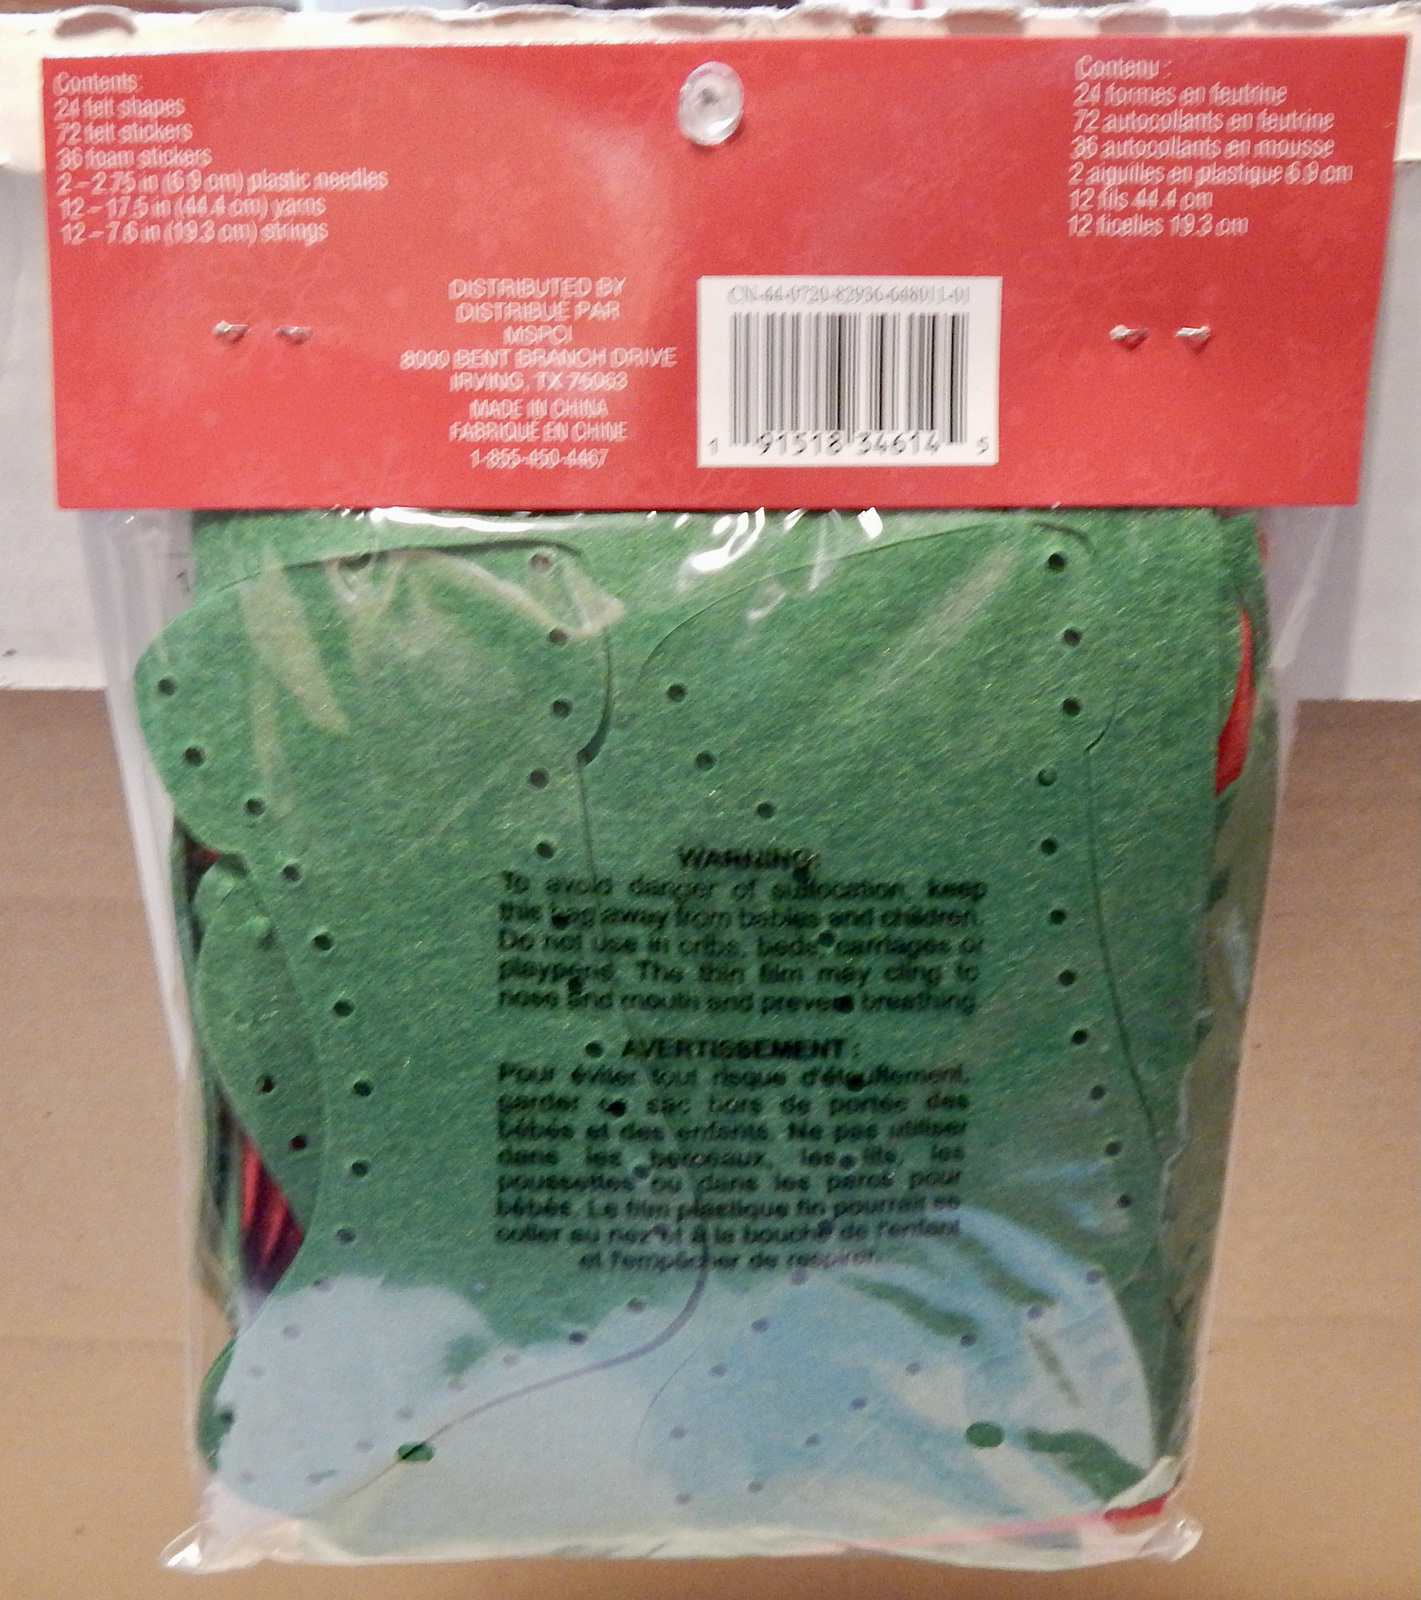 Contents:
24 felt shapes
72 felt stickers
36 foam stickers
2 – 2.75 in (6.9 cm) plastic needles
12 – 17.5 in (44.4 cm) yarns
12 – 7.6 in (19.3 cm) strings
Contenu :
24 formes en feutrine
72 autocollants en feutrine
36 autocollants en mousse
2 aiguilles en plastique 6.9 cm
12 fils 44.4 cm
12 ficelles 19.3 cm
DISTRIBUTED BY
DISTRIBUÉ PAR
MSPCI
8000 BENT BRANCH DRIVE
IRVING, TX 75063
MADE IN CHINA
FABRIQUÉ EN CHINE
1-855-450-4467
CN-44-0720-82936-648011-01
1 91518 34614 5
WARNING:
To avoid danger of suffocation, keep
this bag away from babies and children.
Do not use in cribs, beds, carriages or
playpens. The thin film may cling to
nose and mouth and prevent breathing.
AVERTISSEMENT :
Pour éviter tout risque d'étouffement,
garder ce sac hors de portée des
bébés et des enfants. Ne pas utiliser
dans les berceaux, les lits, les
poussettes ou dans les parcs pour
bébés. Le film plastique fin pourrait se
coller au nez et à la bouche de l'enfant
et l'empêcher de respirer.